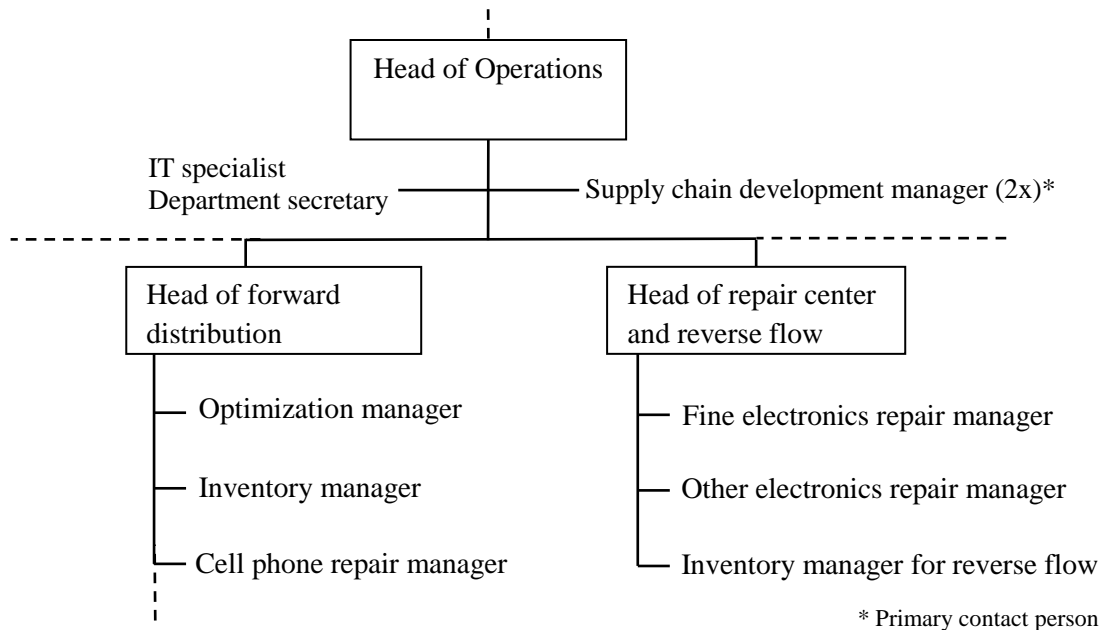 Head of Operations
IT specialist
Department secretary
Supply chain development manager (2x)*
Head of forward
distribution
Head of repair center
and reverse flow
Optimization manager
Inventory manager
Cell phone repair manager
Fine electronics repair manager
Other electronics repair manager
Inventory manager for reverse flow
* Primary contact person